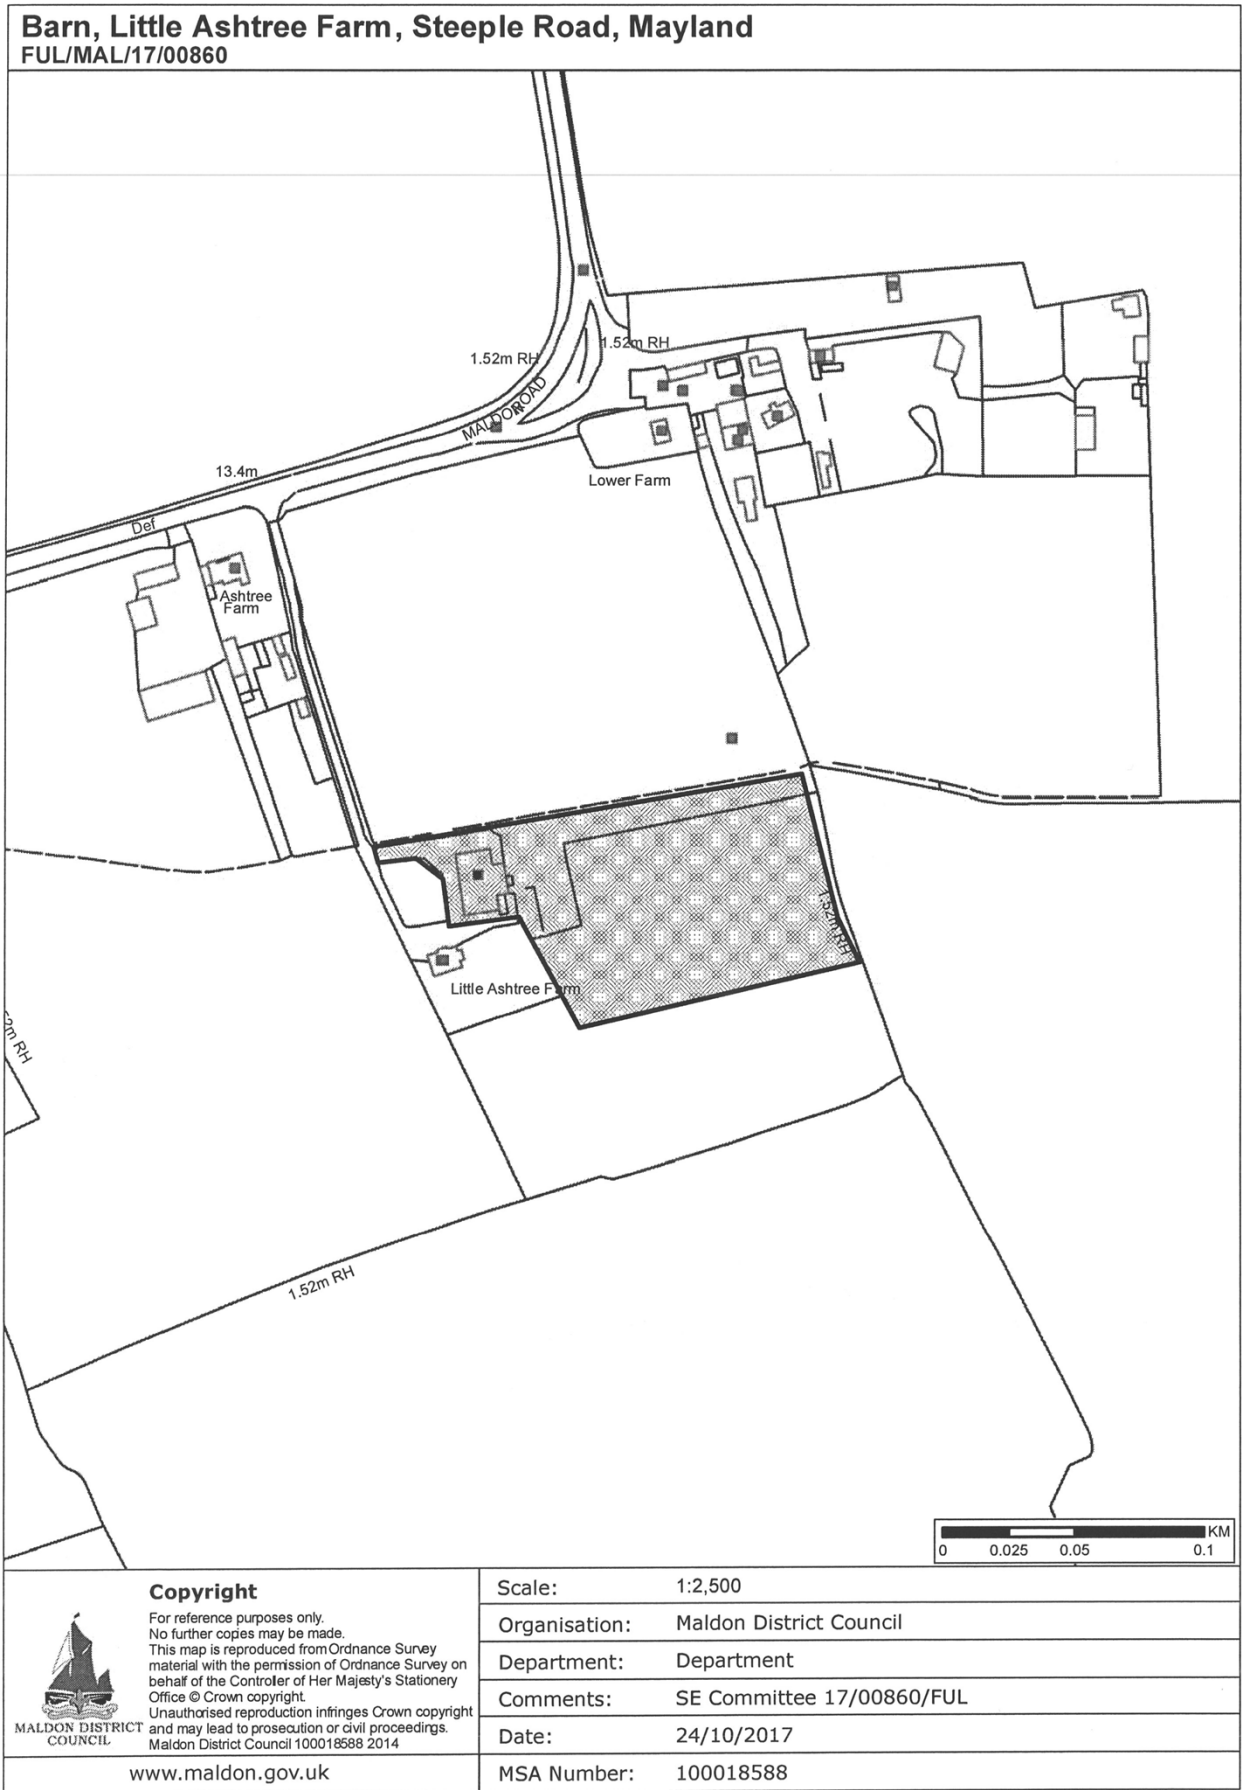 Barn, Little Ashtree Farm, Steeple Road, Mayland
FUL/MAL/17/00860
1.52m RH
1.52m RH
MALDON ROAD
13.4m
Def
Lower Farm
Ashtree
Farm
1.52m RH
Little Ashtree Farm
52m RH
1.52m RH
KM
0 0.025 0.05 0.1
Copyright
For reference purposes only.
No further copies may be made.
This map is reproduced from Ordnance Survey
material with the permission of Ordnance Survey on
behalf of the Controller of Her Majesty's Stationery
Office © Crown copyright.
Unauthorised reproduction infringes Crown copyright
and may lead to prosecution or civil proceedings.
Maldon District Council 100018588 2014
MALDON DISTRICT
COUNCIL
www.maldon.gov.uk
Scale: 1:2,500
Organisation: Maldon District Council
Department: Department
Comments: SE Committee 17/00860/FUL
Date: 24/10/2017
MSA Number: 100018588